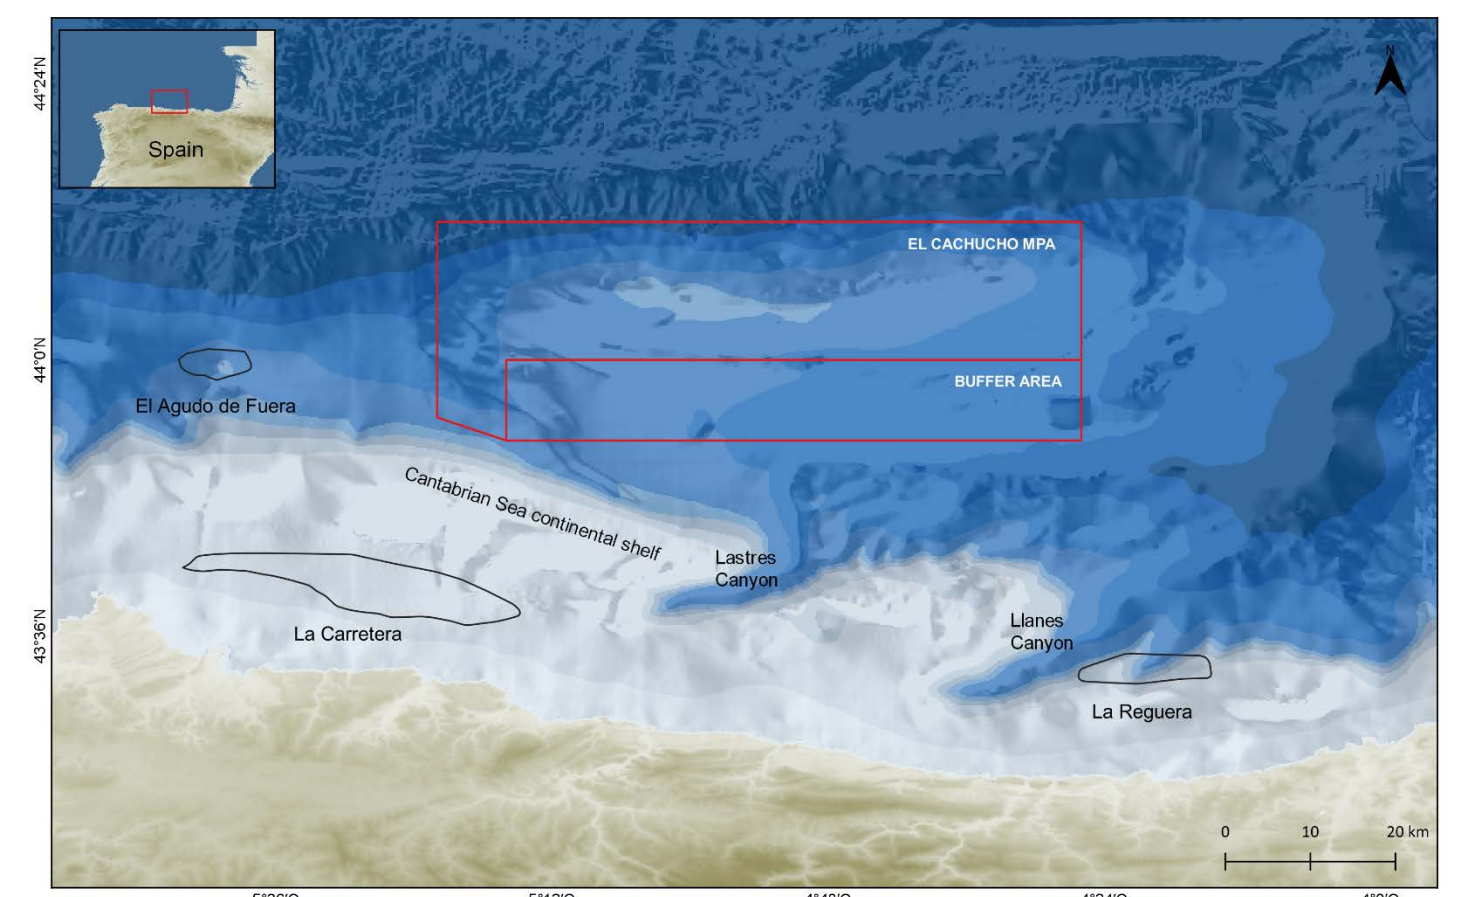 44°24'N
N
Spain
EL CACHUCHO MPA
44°0'N
BUFFER AREA
El Agudo de Fuera
Cantabrian Sea continental shelf
Lastres
Canyon
43°36'N
Llanes
Canyon
La Carretera
La Reguera
0 10 20 km